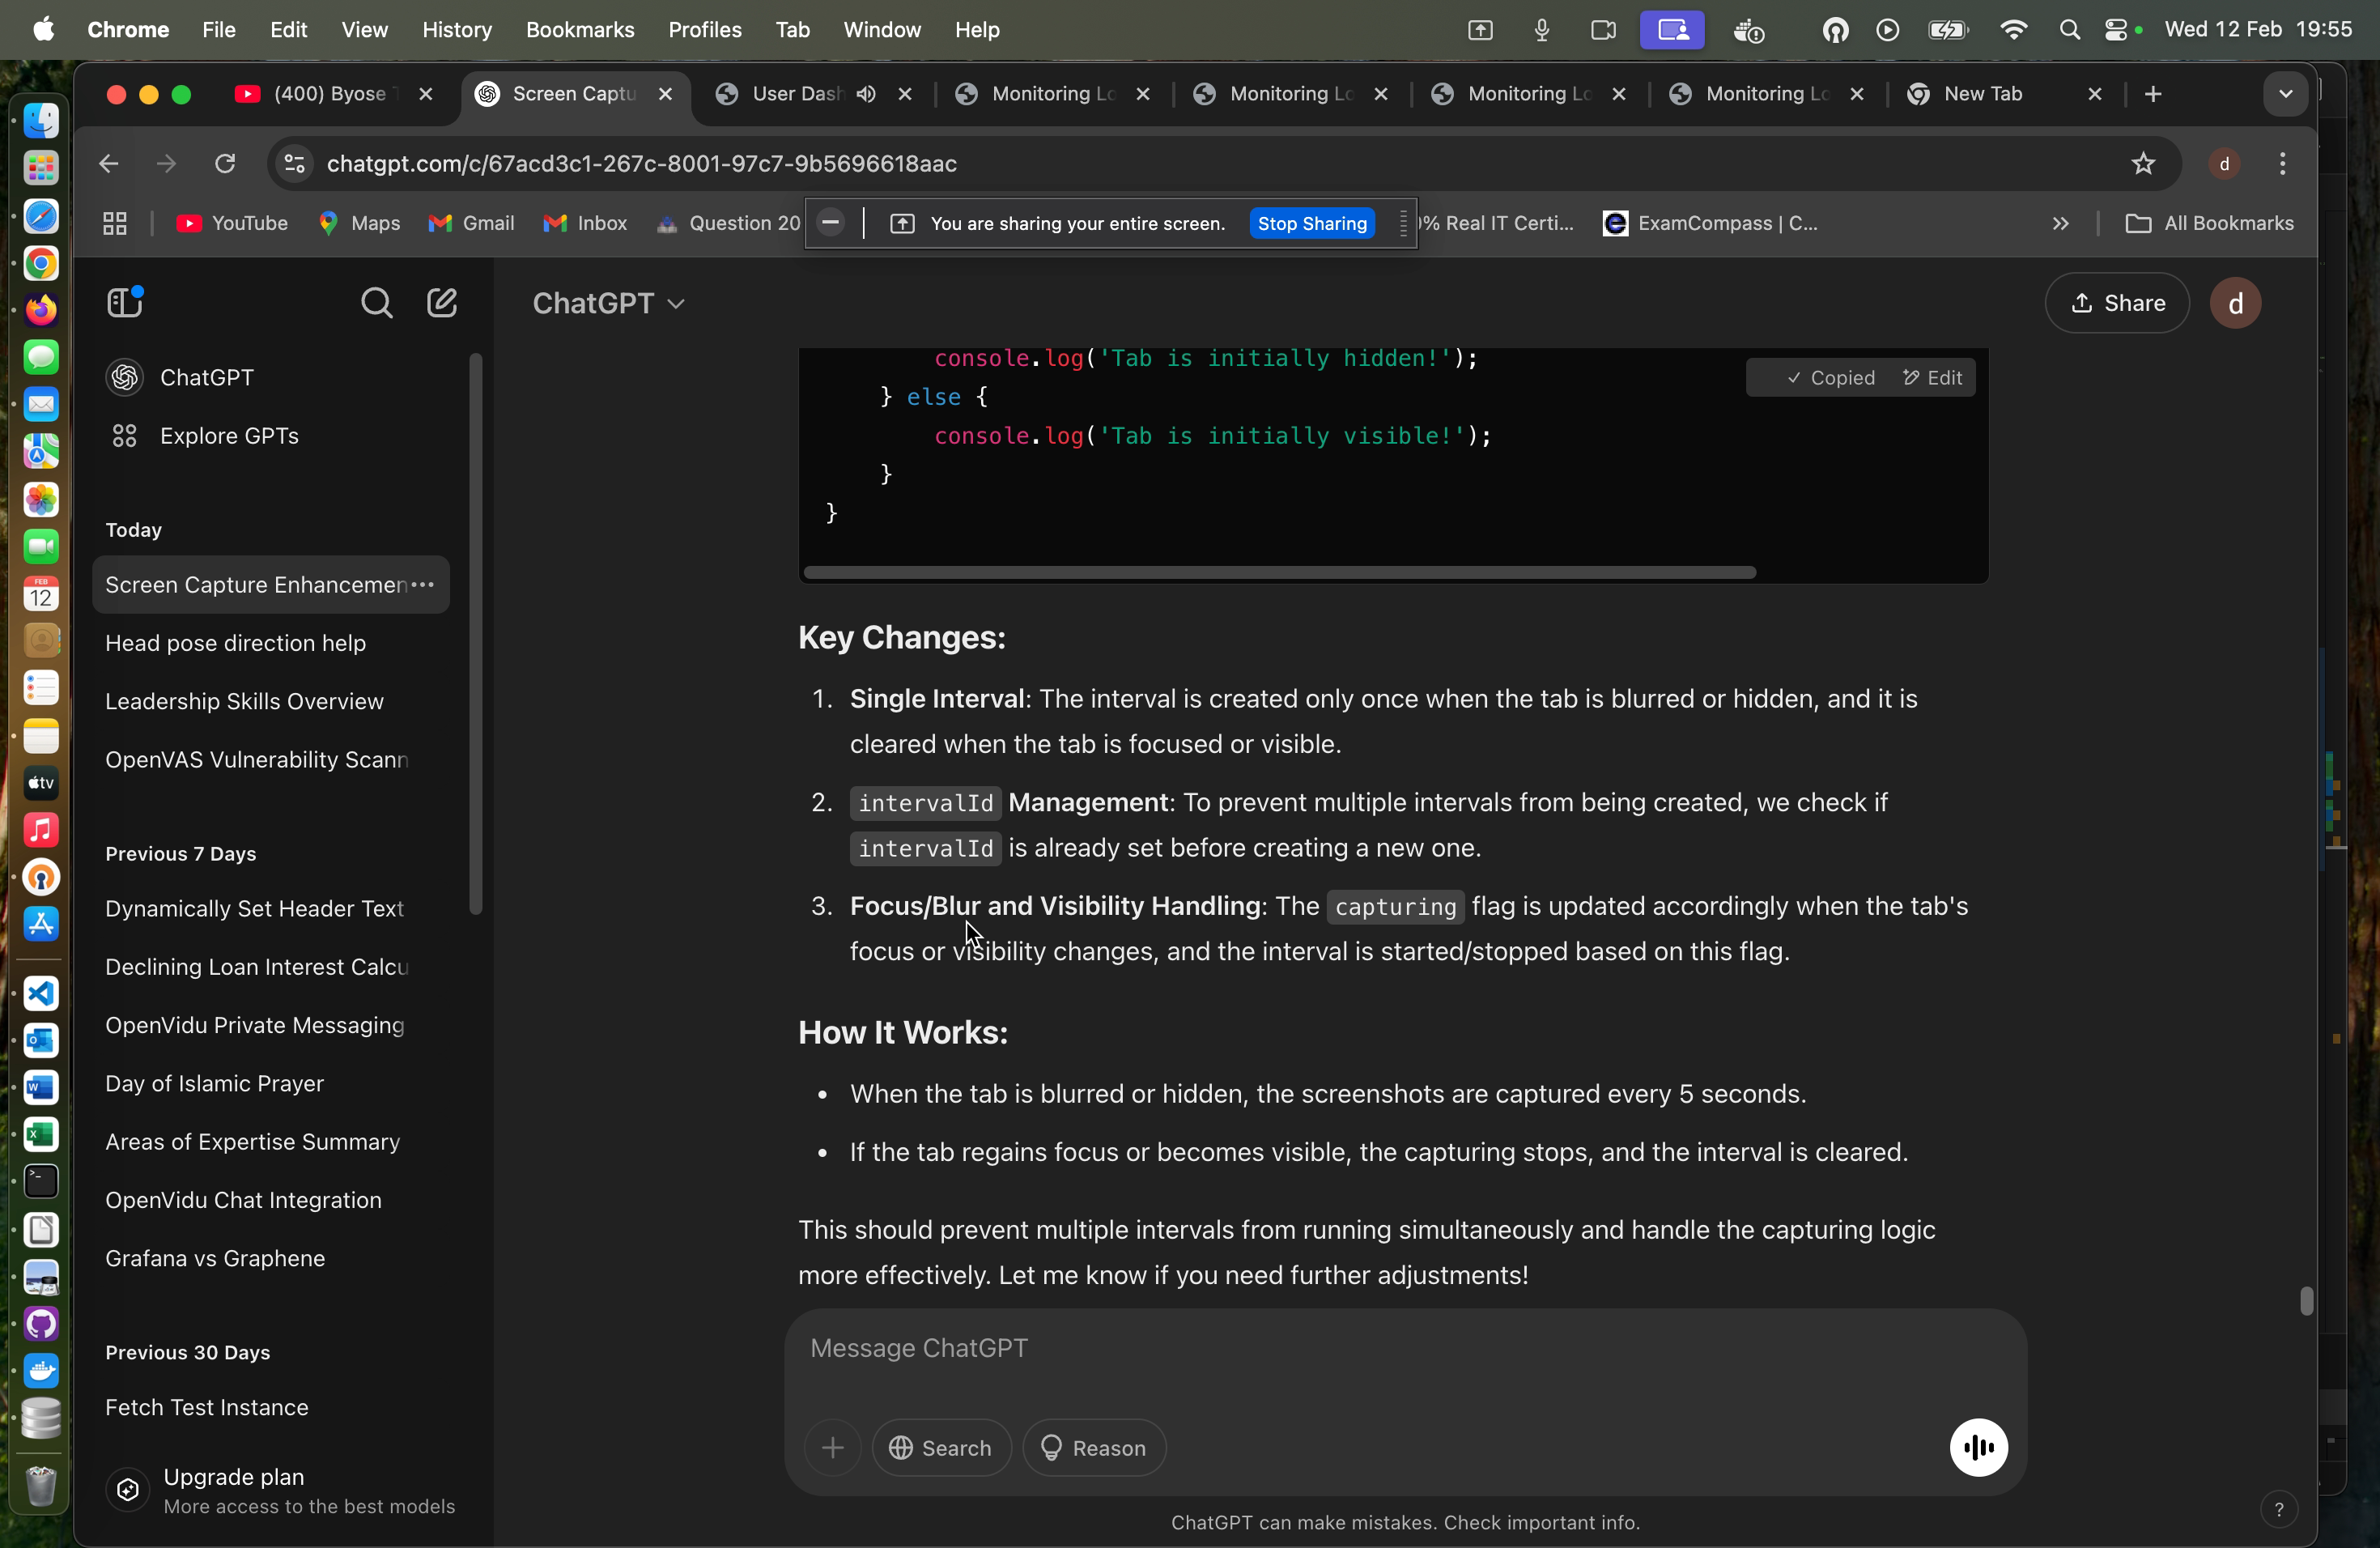 Chrome File Edit View History Bookmarks Profiles Tab Window Help Wed 12 Feb 19:55
(400) Byose Screen Captu User Dash Monitoring Lo Monitoring Lo Monitoring Lo Monitoring Lo New Tab
chatgpt.com/c/67acd3c1-267c-8001-97c7-9b5696618aac d
YouTube Maps Gmail Inbox Question 20 You are sharing your entire screen. Stop Sharing % Real IT Certi... ExamCompass | C... All Bookmarks
ChatGPT Share d
ChatGPT
Explore GPTs
Today
Screen Capture Enhancemen
Head pose direction help
Leadership Skills Overview
OpenVAS Vulnerability Scann
Previous 7 Days
Dynamically Set Header Text
Declining Loan Interest Calcu
OpenVidu Private Messaging
Day of Islamic Prayer
Areas of Expertise Summary
OpenVidu Chat Integration
Grafana vs Graphene
Previous 30 Days
Fetch Test Instance
Upgrade plan
More access to the best models
console.log('Tab is initially hidden!');
Copied Edit
} else {
console.log('Tab is initially visible!');
}
}
Key Changes:
1. Single Interval: The interval is created only once when the tab is blurred or hidden, and it is
cleared when the tab is focused or visible.
2. intervalId Management: To prevent multiple intervals from being created, we check if
intervalId is already set before creating a new one.
3. Focus/Blur and Visibility Handling: The capturing flag is updated accordingly when the tab's
focus or visibility changes, and the interval is started/stopped based on this flag.
How It Works:
• When the tab is blurred or hidden, the screenshots are captured every 5 seconds.
• If the tab regains focus or becomes visible, the capturing stops, and the interval is cleared.
This should prevent multiple intervals from running simultaneously and handle the capturing logic
more effectively. Let me know if you need further adjustments!
Message ChatGPT
Search Reason
ChatGPT can make mistakes. Check important info.
?
FEB
12
tv